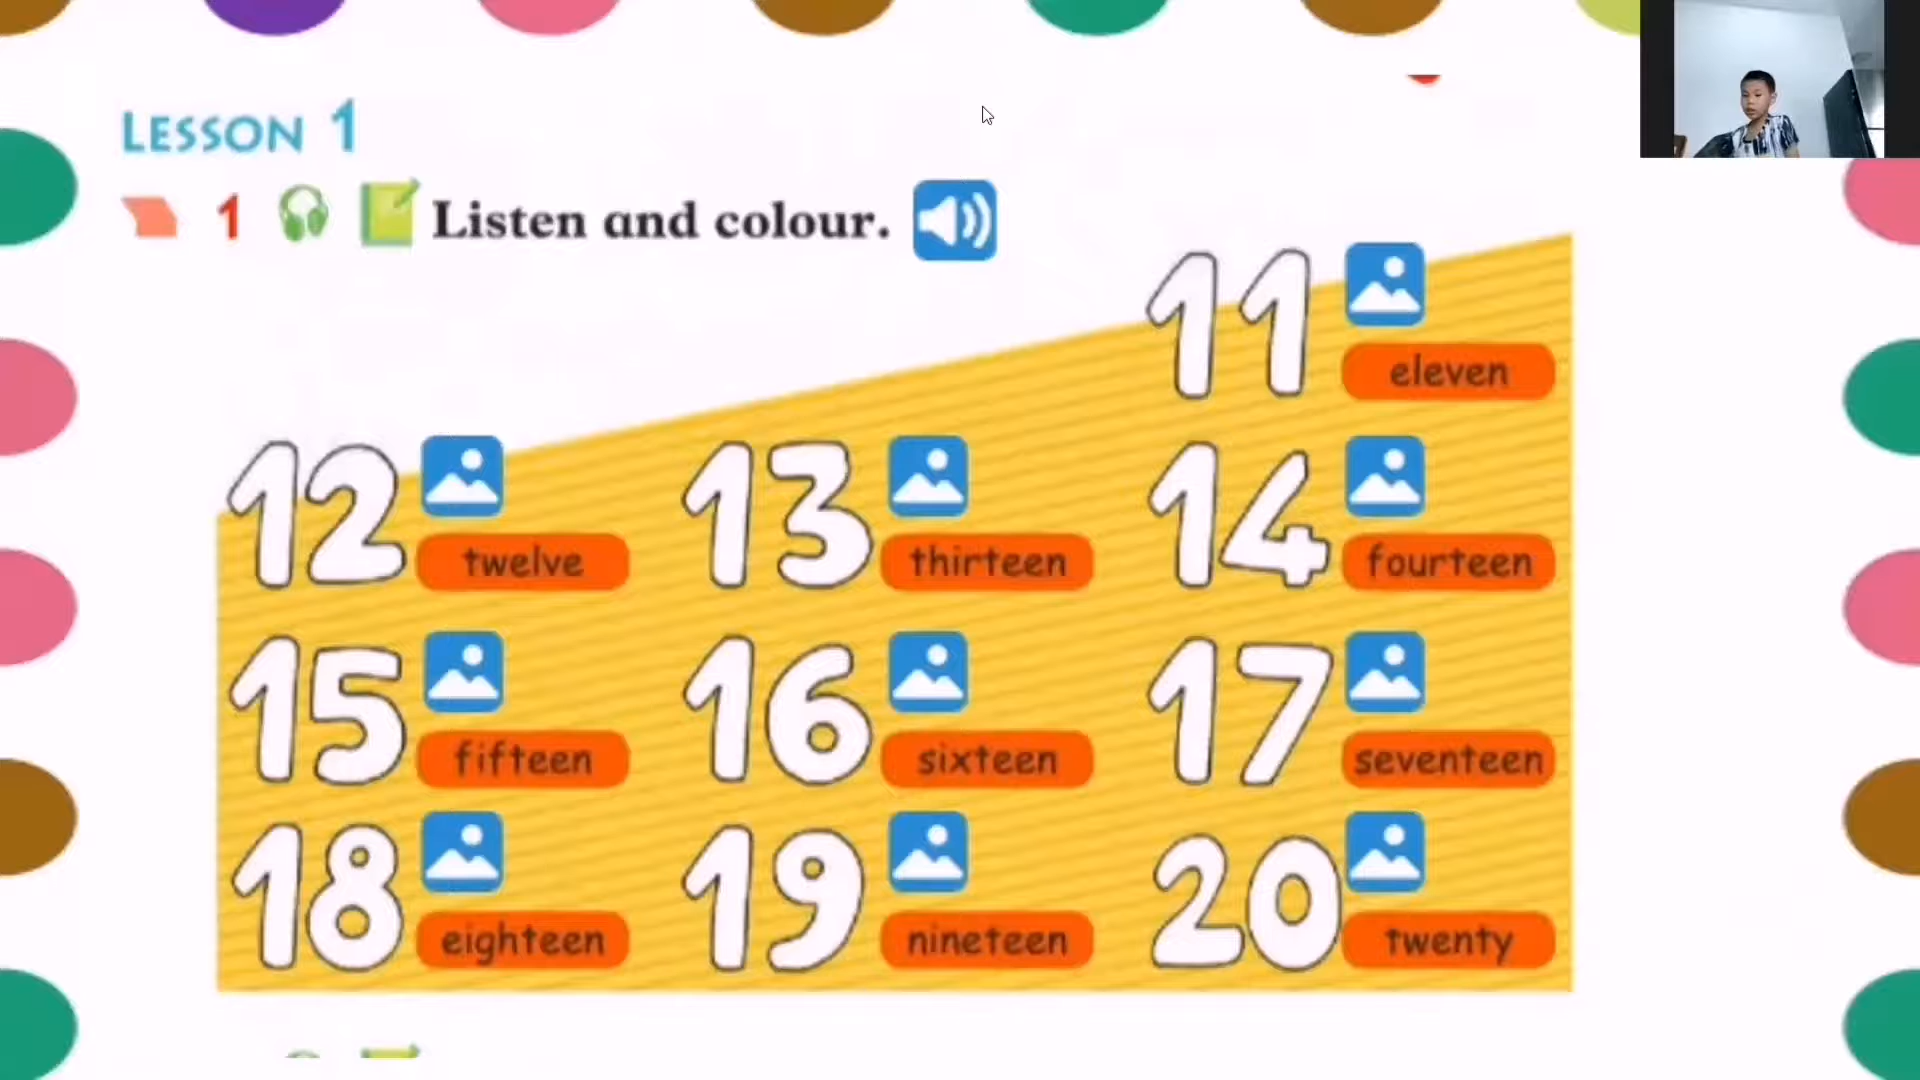 LESSON 1
1 Listen and colour.
11
eleven
12 13 14
twelve thirteen fourteen
15 16 17
fifteen sixteen seventeen
18 19 20
eighteen nineteen twenty